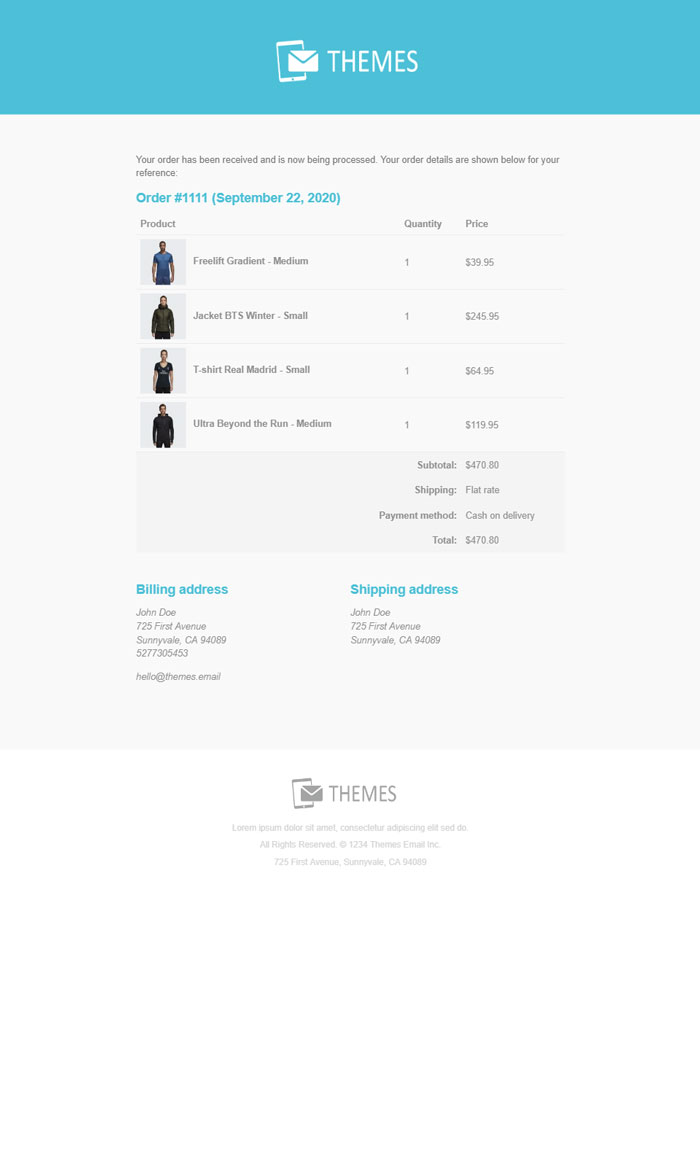 THEMES
Your order has been received and is now being processed. Your order details are shown below for your
reference:
Order #1111 (September 22, 2020)
Product Quantity Price
Freelift Gradient - Medium 1 $39.95
Jacket BTS Winter - Small 1 $245.95
T-shirt Real Madrid - Small 1 $64.95
Ultra Beyond the Run - Medium 1 $119.95
Subtotal: $470.80
Shipping: Flat rate
Payment method: Cash on delivery
Total: $470.80
Billing address
John Doe
725 First Avenue
Sunnyvale, CA 94089
5277305453
hello@themes.email
Shipping address
John Doe
725 First Avenue
Sunnyvale, CA 94089
THEMES
Lorem ipsum dolor sit amet, consectetur adipiscing elit sed do.
All Rights Reserved. © 1234 Themes Email Inc.
725 First Avenue, Sunnyvale, CA 94089